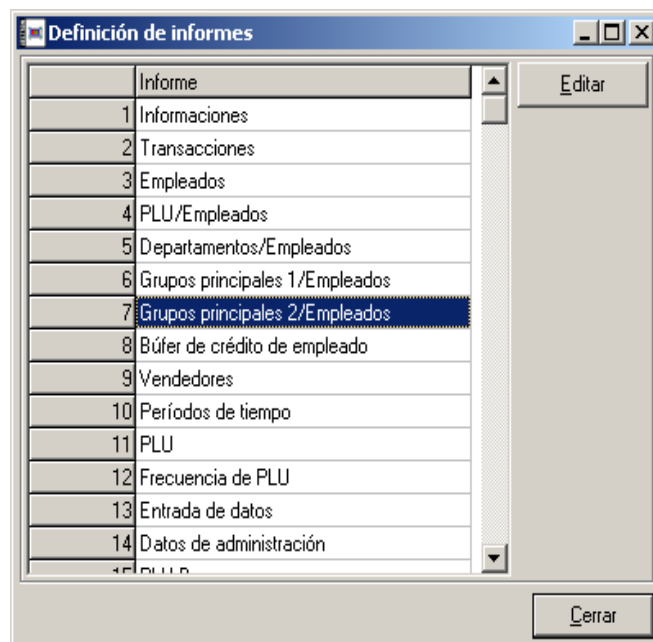 Definición de informes
Informe
Editar
1 Informaciones
2 Transacciones
3 Empleados
4 PLU/Empleados
5 Departamentos/Empleados
6 Grupos principales 1/Empleados
7 Grupos principales 2/Empleados
8 Búfer de crédito de empleado
9 Vendedores
10 Períodos de tiempo
11 PLU
12 Frecuencia de PLU
13 Entrada de datos
14 Datos de administración
Cerrar